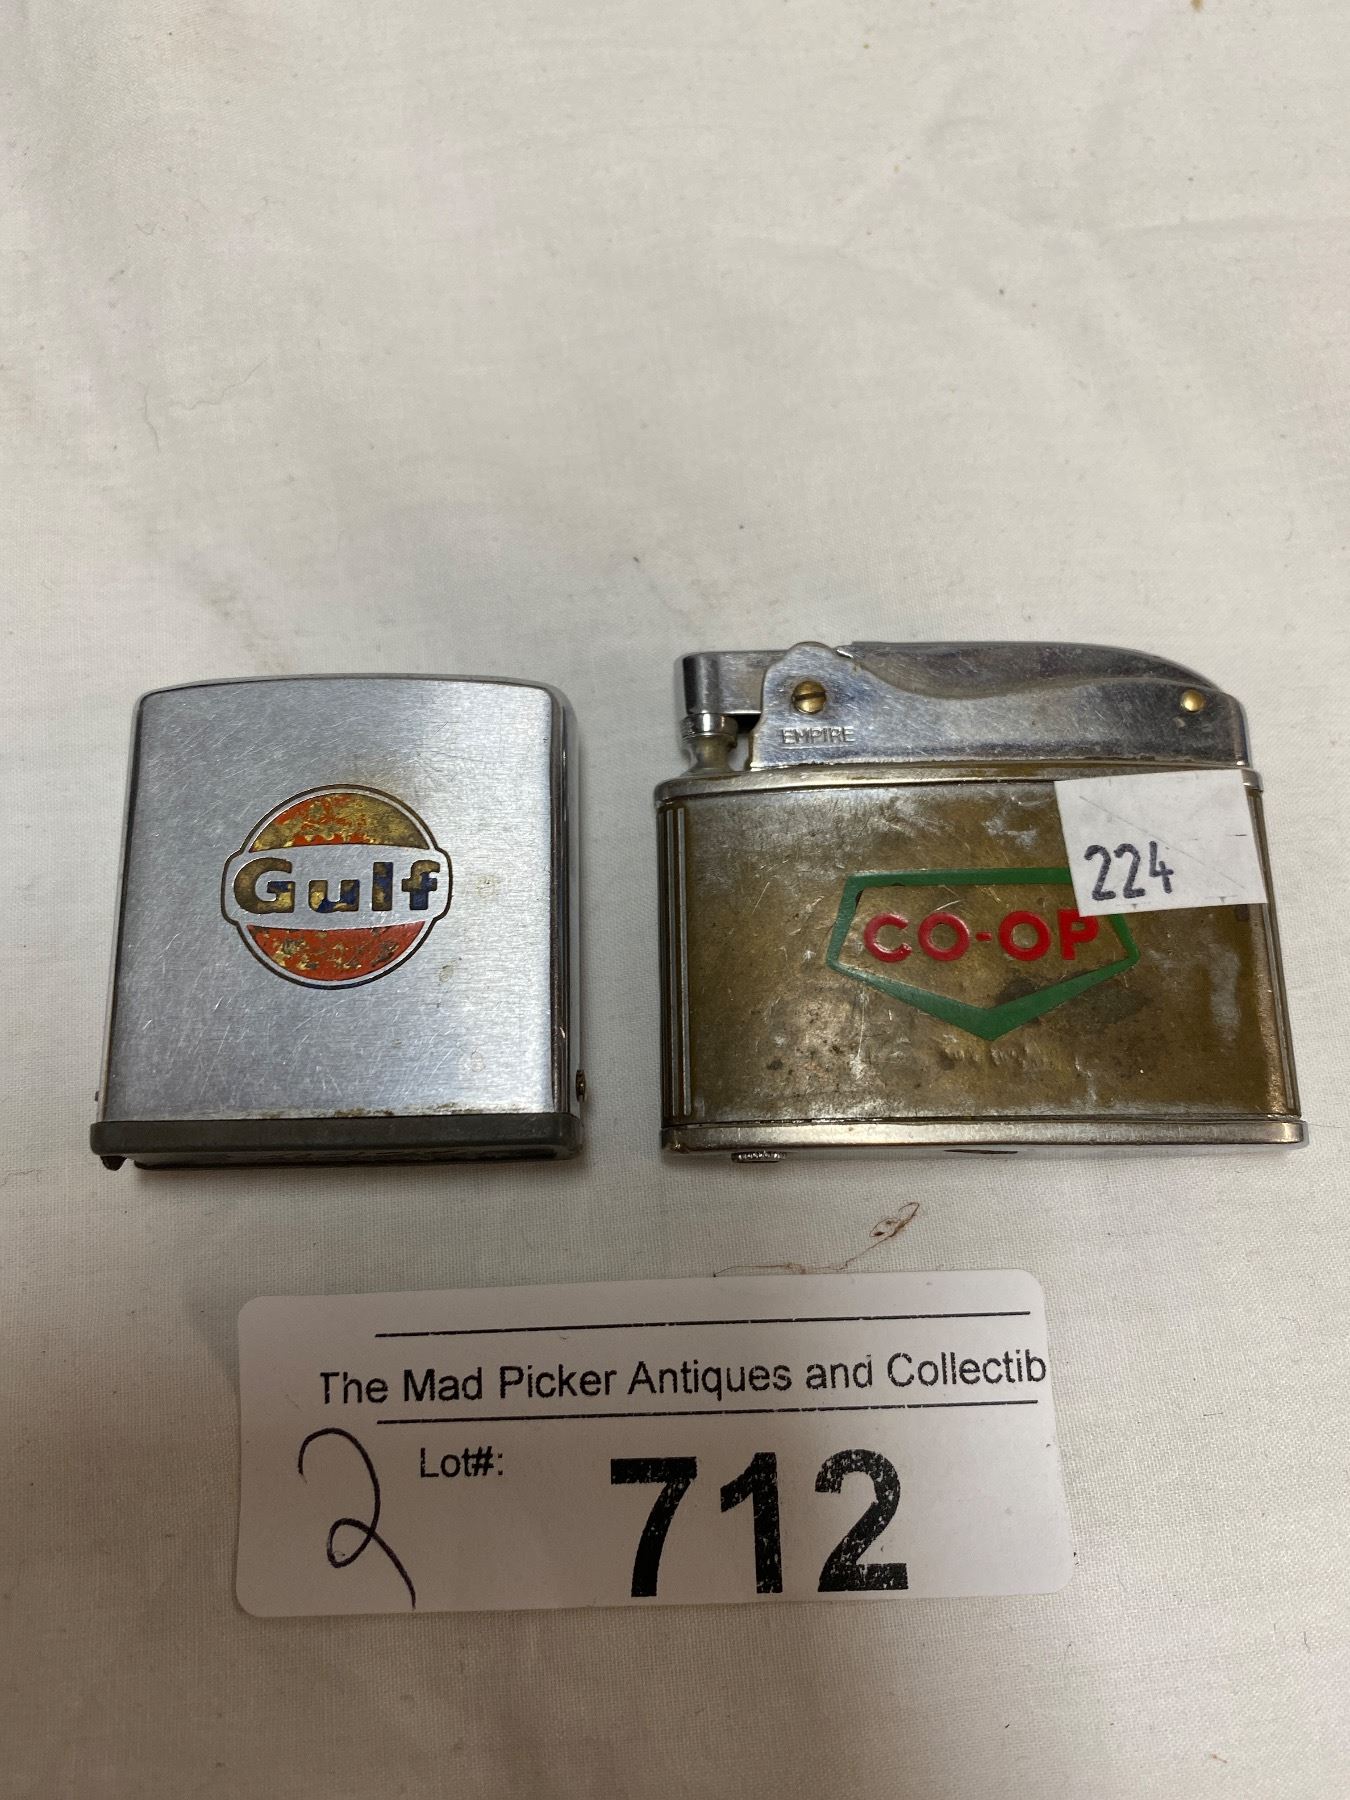 EMPIRE
224
Gulf
CO-OP
The Mad Picker Antiques and Collectib
2
Lot#:
712